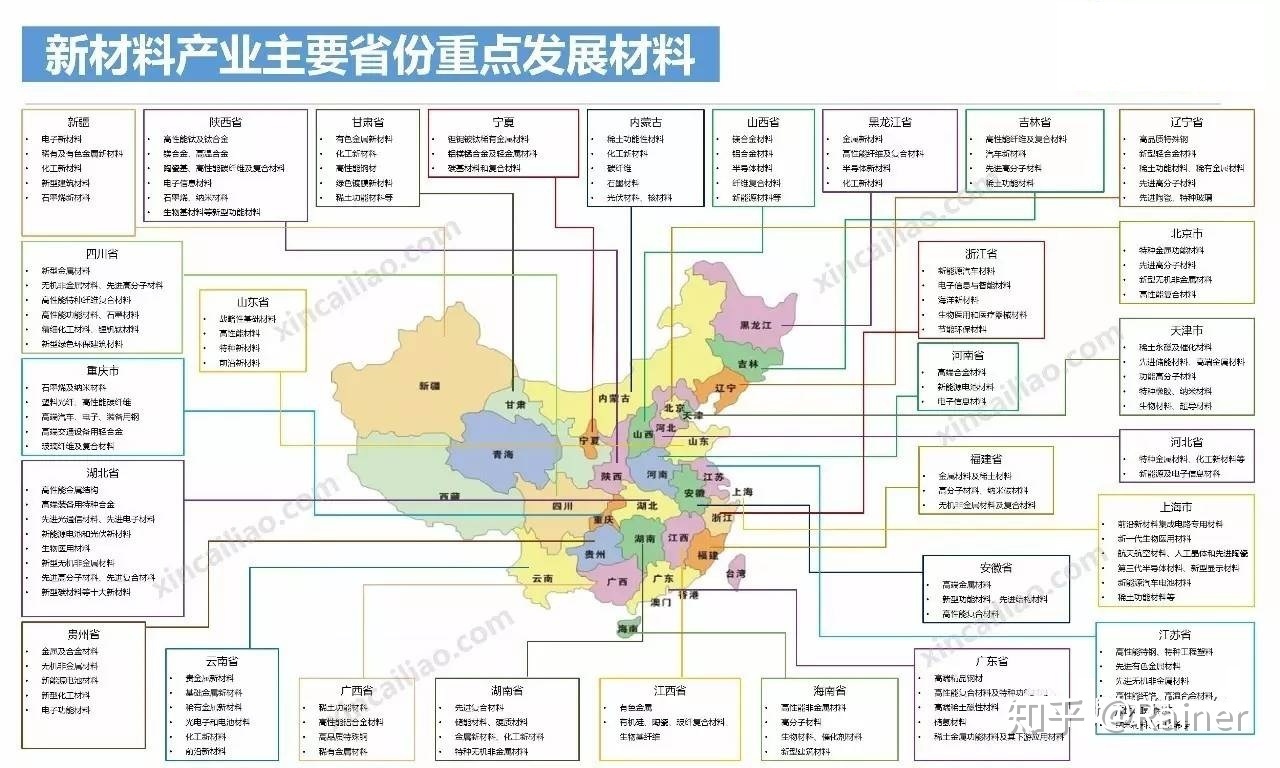 新材料产业主要省份重点发展材料
新疆
电子新材料
稀有及有色金属新材料
化工新材料
新型建筑材料
石墨烯新材料
陕西省
高性能钛及钛合金
镁合金、高温合金
陶瓷基、高性能碳纤维及复合材料
电子信息材料
石墨烯、纳米材料
生物基材料等新型功能材料
甘肃省
有色金属新材料
化工新材料
高性能钢材
绿色镀膜新材料
稀土功能材料等
宁夏
钽铌铍钛稀有金属材料
铝镁锰合金及轻金属材料
碳基材料和复合材料
内蒙古
稀土功能性材料
化工新材料
碳纤维
石墨材料
光伏材料、核材料
山西省
镁合金材料
铝合金材料
半导体材料
纤维复合材料
新能源材料等
黑龙江省
金属新材料
高性能纤维及复合材料
半导体新材料
化工新材料
吉林省
高性能纤维及复合材料
汽车新材料
先进高分子材料
稀土功能材料
辽宁省
高品质特殊钢
新型轻合金材料
稀土功能材料、稀有金属材料
先进高分子材料
先进陶瓷、特种玻璃
四川省
新型金属材料
无机非金属材料、先进高分子材料
高性能特种纤维复合材料
高性能功能材料、石墨材料
精细化工材料、锂钒钛材料
新型绿色环保建筑材料
山东省
战略性基础材料
高性能材料
特种新材料
前沿新材料
浙江省
新能源汽车材料
电子信息与智能材料
海洋新材料
生物医用和医疗器械材料
节能环保材料
北京市
特种金属功能材料
先进高分子材料
新型无机非金属材料
高性能复合材料
重庆市
石墨烯及纳米材料
塑料光纤、高性能碳纤维
高端汽车、电子、装备用钢
高端交通设备用轻合金
玻璃纤维及复合材料
河南省
高端合金材料
新能源电池材料
电子信息材料
天津市
稀土永磁及催化材料
先进储能材料、高端金属材料
功能高分子材料
特种橡胶、纳米材料
生物材料、超导材料
湖北省
高性能金属结构
高端装备用特种合金
先进光通信材料、先进电子材料
新能源电池和光伏新材料
生物医用材料
新型无机非金属材料
先进高分子材料、先进复合材料
新型碳材料等十大新材料
福建省
金属材料及稀土材料
高分子材料、纳米碳材料
无机非金属材料及复合材料
河北省
特种金属材料、化工新材料等
新能源及电子信息材料
上海市
前沿新材料集成电路专用材料
新一代生物医用材料
航天航空材料、人工晶体和先进陶瓷
第三代半导体材料、新型显示材料
新能源汽车电池材料
稀土功能材料等
安徽省
高端金属材料
新型功能材料、先进结构材料
高性能复合材料
贵州省
金属及合金材料
无机非金属材料
新能源电池材料
新型化工材料
电子功能材料
云南省
贵金属新材料
基础金属新材料
稀有金属新材料
光电子和电池材料
化工新材料
前沿新材料
广西省
稀土功能材料
高性能铝合金材料
高品质特殊钢
稀有金属材料
湖南省
先进复合材料
储能材料、硬质材料
金属新材料、化工新材料
特种无机非金属材料
江西省
有色金属
有机硅、陶瓷、玻纤复合材料
生物基纤维
海南省
高性能非金属材料
高分子材料
生物材料、催化剂材料
新型建筑材料
广东省
高端精品钢材
高性能复合材料及特种功能
高端稀土磁性材料
储氢材料
稀土金属功能材料及其下游应用材料
江苏省
高性能特钢、特种工程塑料
先进有色金属材料
先进无机非金属材料
高性能纤维、高温合金材料
黑龙江
吉林
辽宁
新疆
内蒙古
甘肃
北京
天津
河北
山西
宁夏
山东
青海
陕西
河南
江苏
西藏
四川
湖北
安徽
上海
重庆
浙江
湖南
江西
贵州
福建
云南
广西
广东
台湾
香港
澳门
海南
xincailiao.com
xincailiao.com
xincailiao.com
xincailiao.com
xincailiao.com
xincailiao.com
知乎 @Rainer